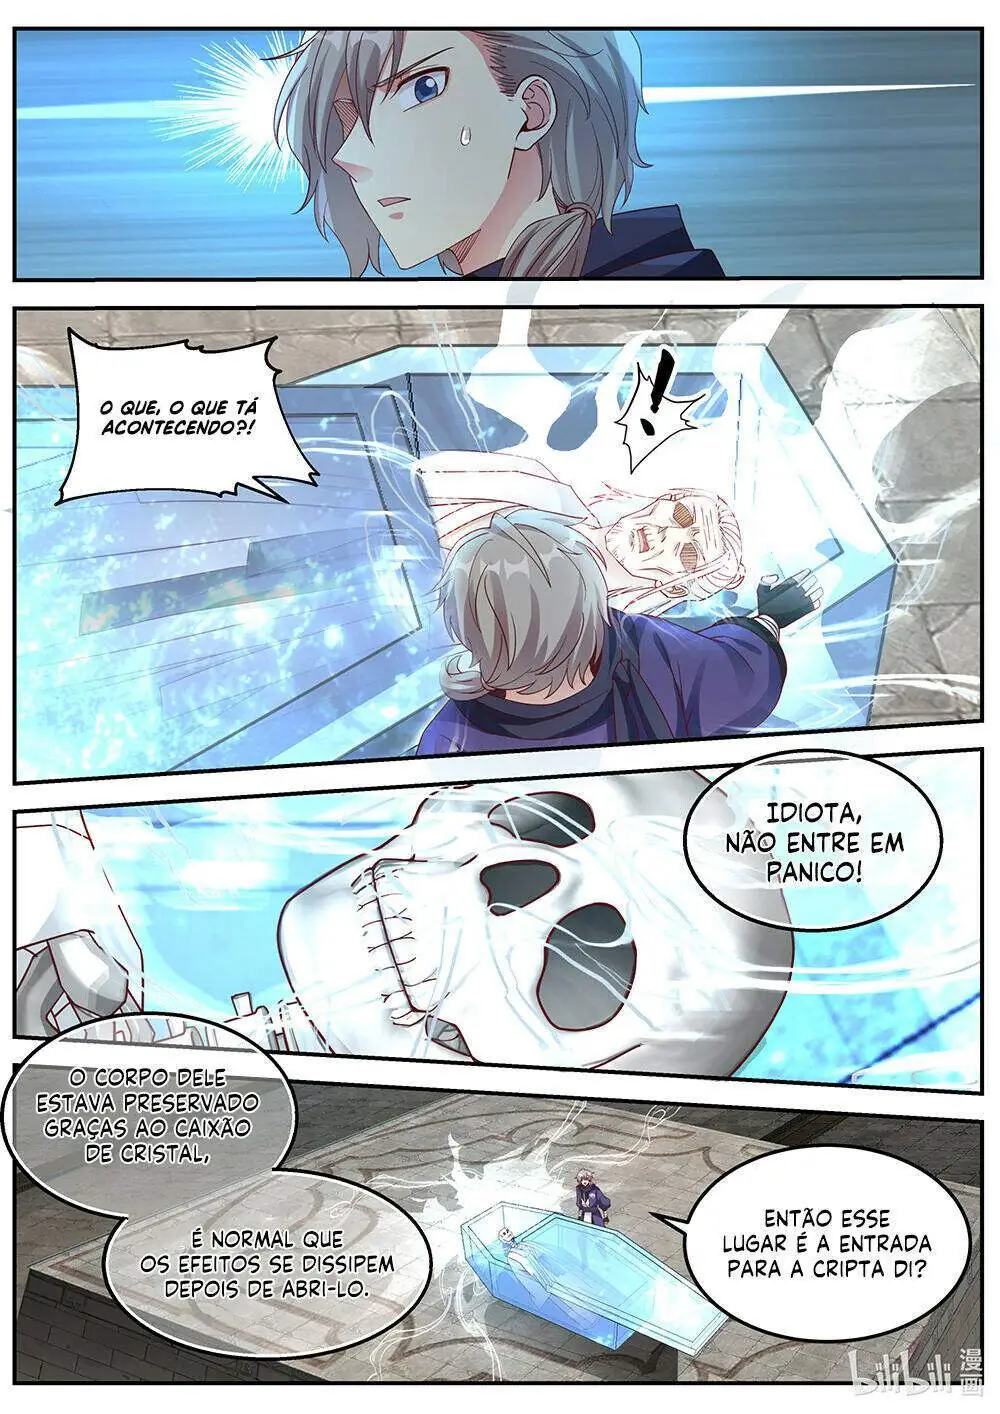 O QUE, O QUE TÁ
ACONTECENDO?!
!
IDIOTA,
NÃO ENTRE EM
PANICO!
O CORPO DELE
ESTAVA PRESERVADO
GRAÇAS AO CAIXÃO
DE CRISTAL,
É NORMAL QUE
OS EFEITOS SE DISSIPEM
DEPOIS DE ABRI-LO.
ENTÃO ESSE
LUGAR É A ENTRADA
PARA A CRIPTA DI?
bilibili 漫画